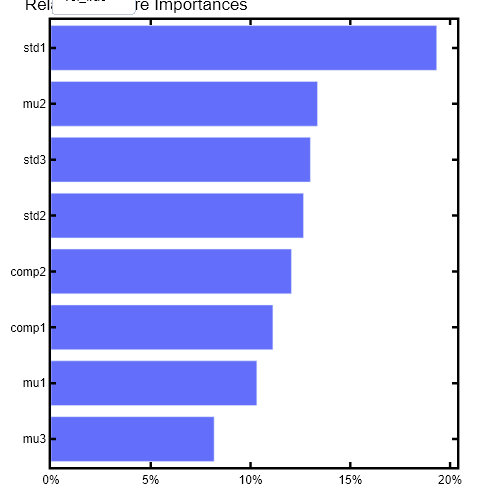 Rela re Importances
std1
mu2
std3
std2
comp2
comp1
mu1
mu3
0% 5% 10% 15% 20%